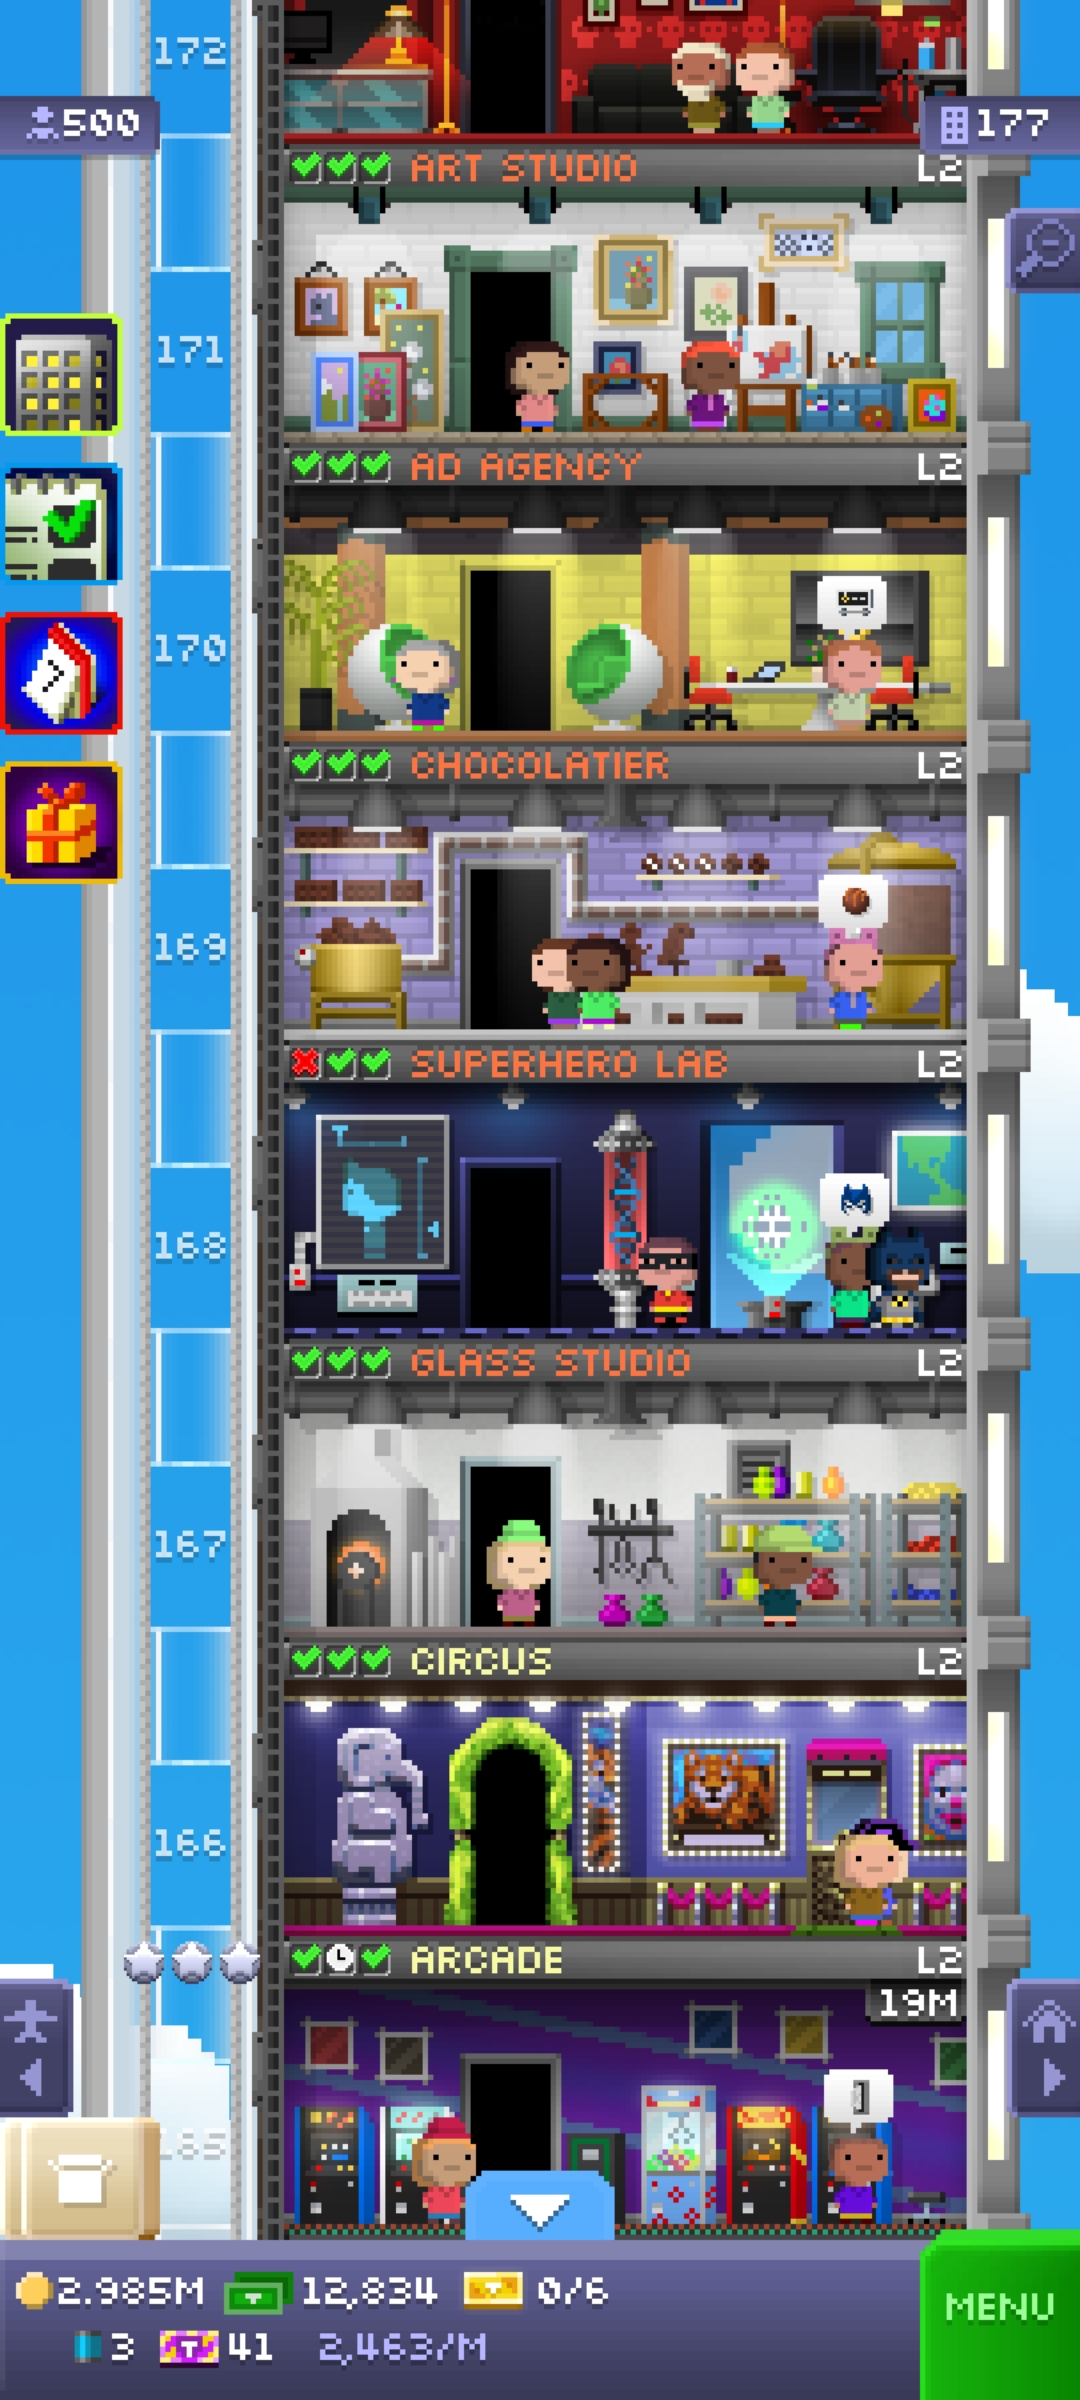 172
500
177
ART STUDIO L2
171
AD AGENCY L2
170
CHOCOLATIER L2
169
SUPERHERO LAB L2
168
GLASS STUDIO L2
167
CIRCUS L2
166
ARCADE L2
19M
165
2.985M 12,834 0/6
MENU
3 41 2,463/M